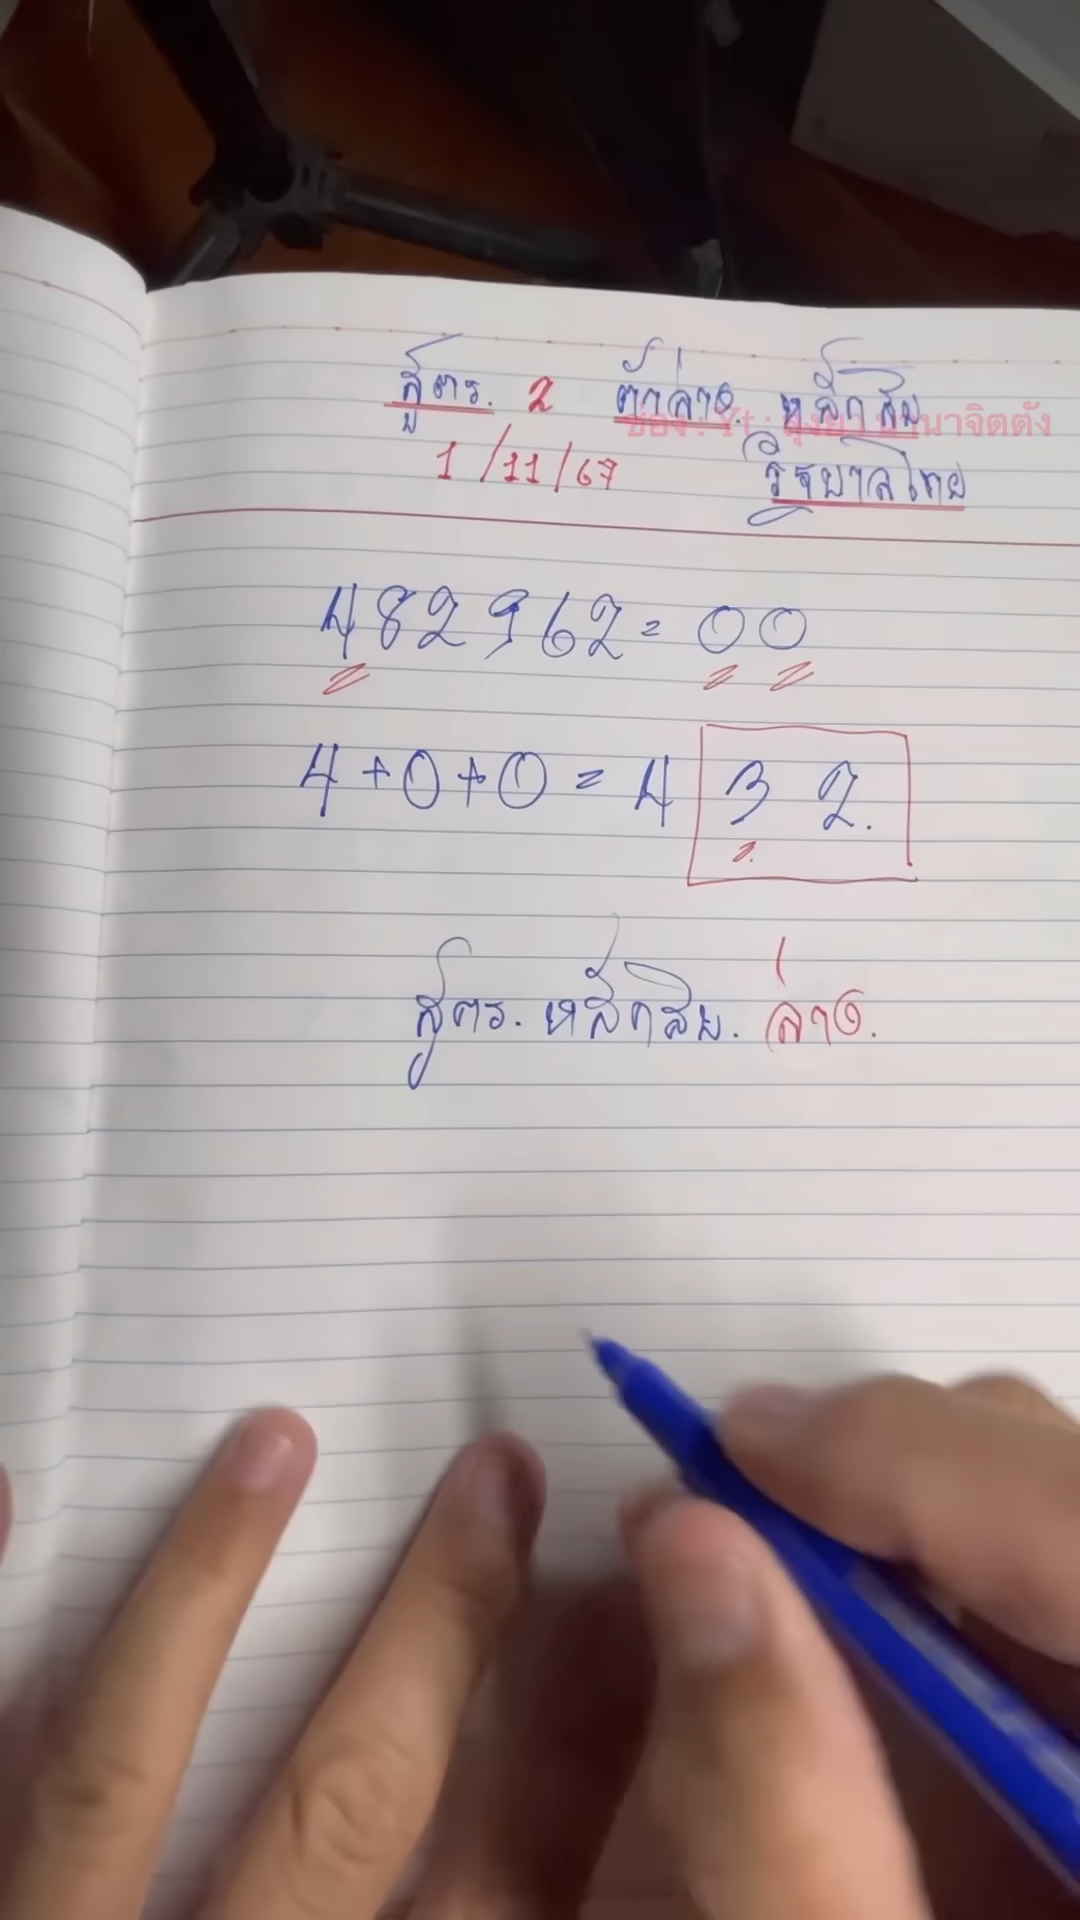 สูตร. 2 ตัวล่าง. หลักสิบ
1/11/67 รัฐบาลไทย
482962 = 00
4+0+0 = 4 3 2.
สูตร. หลักสิบ. ล่าง.